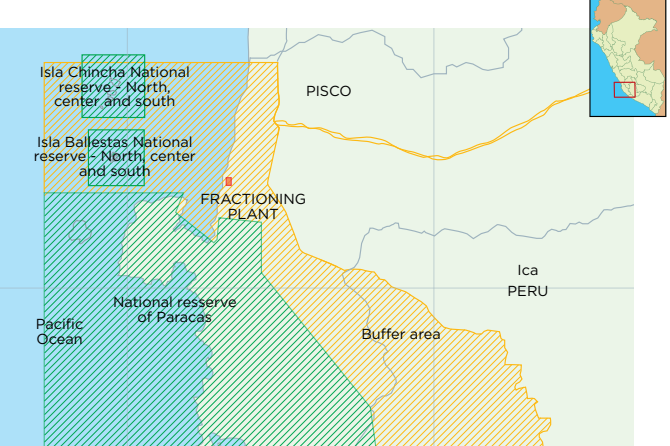 Isla Chincha National
reserve - North,
center and south
PISCO
Isla Ballestas National
reserve - North, center
and south
FRACTIONING
PLANT
Ica
PERU
National reserve
of Paracas
Pacific
Ocean
Buffer area